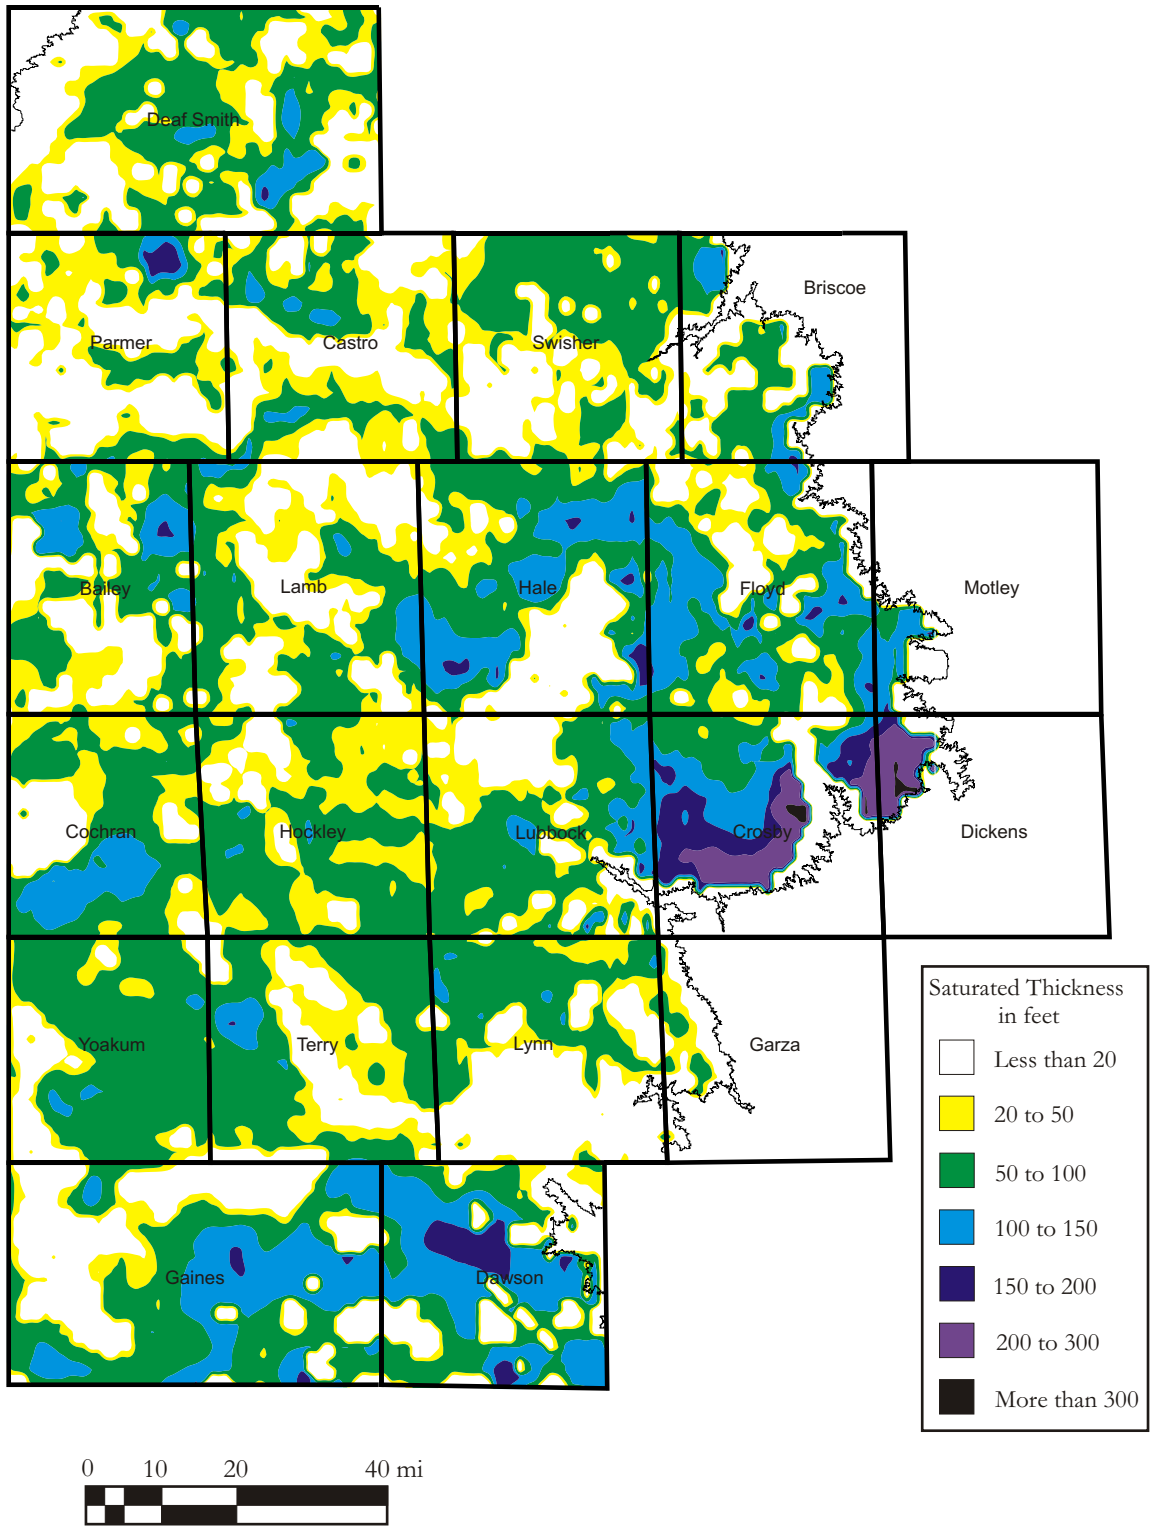 Deaf Smith
Briscoe
Parmer
Castro
Swisher
Bailey
Lamb
Hale
Floyd
Motley
Cochran
Hockley
Lubbock
Crosby
Dickens
Yoakum
Terry
Lynn
Garza
Gaines
Dawson
Saturated Thickness
in feet
Less than 20
20 to 50
50 to 100
100 to 150
150 to 200
200 to 300
More than 300
0 10 20 40 mi